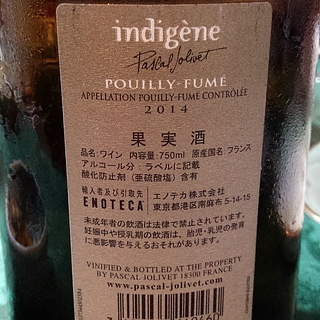 indigène
Pascal Jolivet
POUILLY-FUMÉ
APPELLATION POUILLY-FUMÉ CONTRÔLÉE
2014
果実酒
品名:ワイン 内容量:750ml 原産国名:フランス
アルコール分:ラベルに記載
酸化防止剤(亜硫酸塩)含有
輸入者及び引取先 エノテカ株式会社
ENOTECA 東京都港区南麻布 5-14-15
未成年者の飲酒は法律で禁止されています。
妊娠中や授乳期の飲酒は、胎児・乳児の発育
に悪影響を与えるおそれがあります。
VINIFIED & BOTTLED AT THE PROPERTY
BY PASCAL JOLIVET 18300 FRANCE
www.pascal-jolivet.com